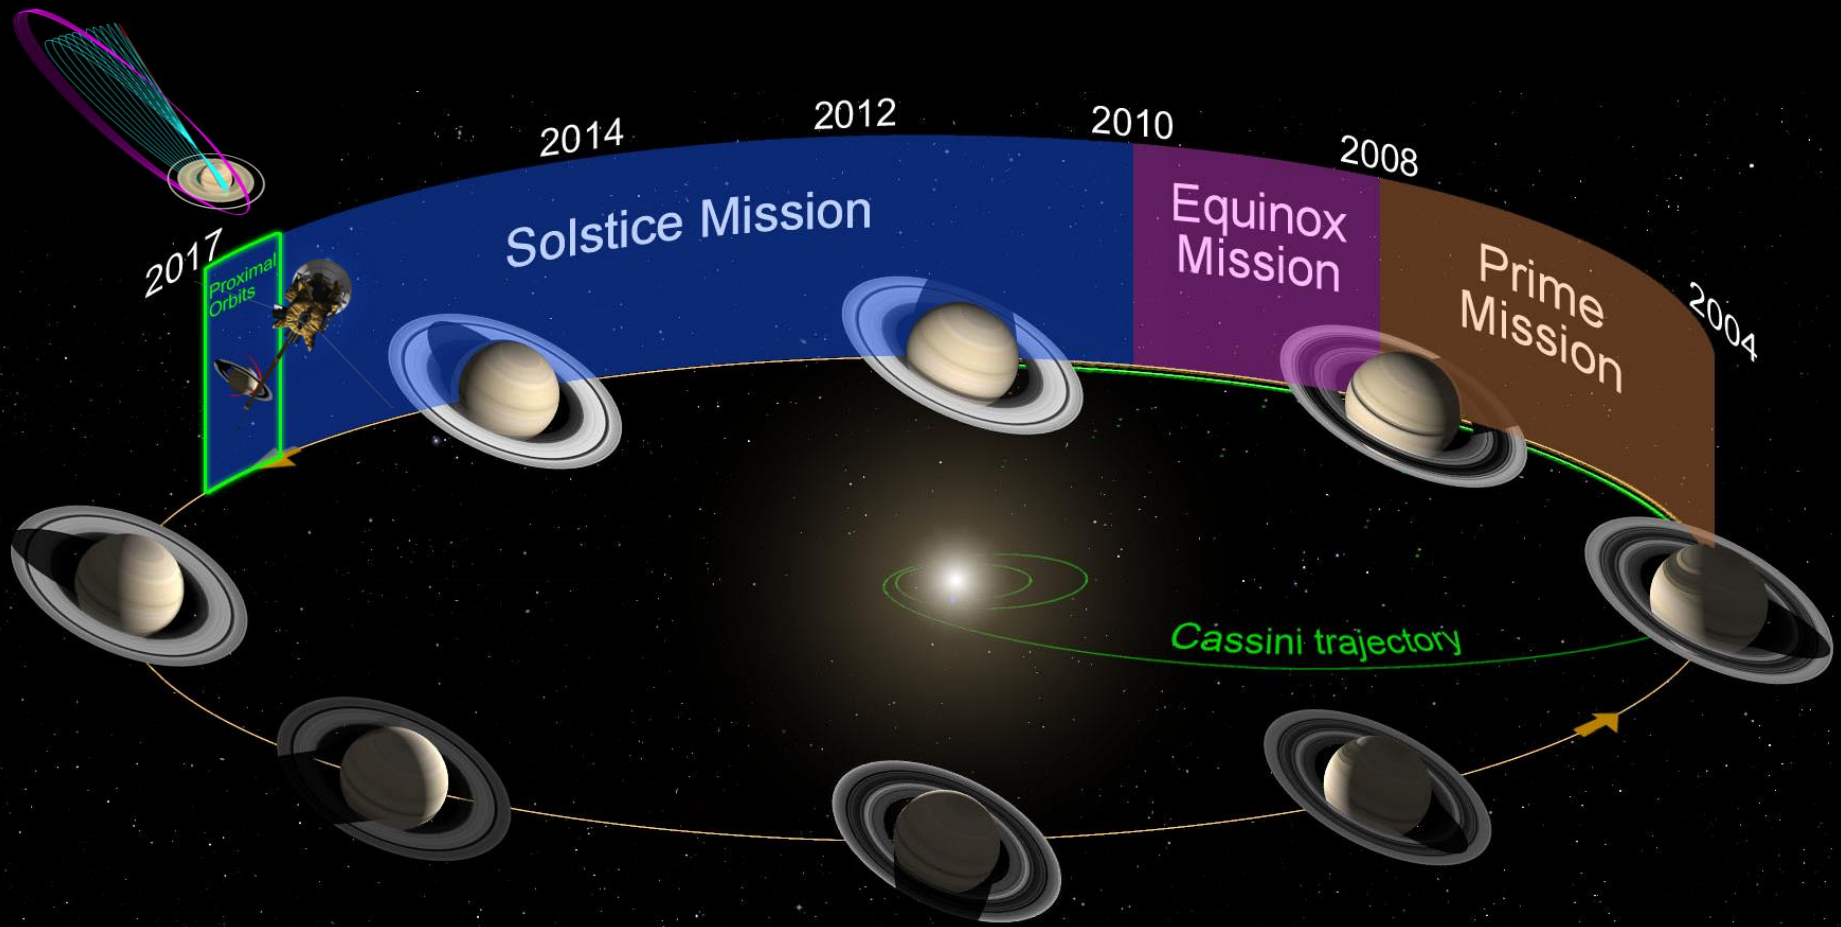 2014
2012
2010
2008
2004
2017
Solstice Mission
Equinox
Mission
Prime
Mission
Proximal
Orbits
Cassini trajectory